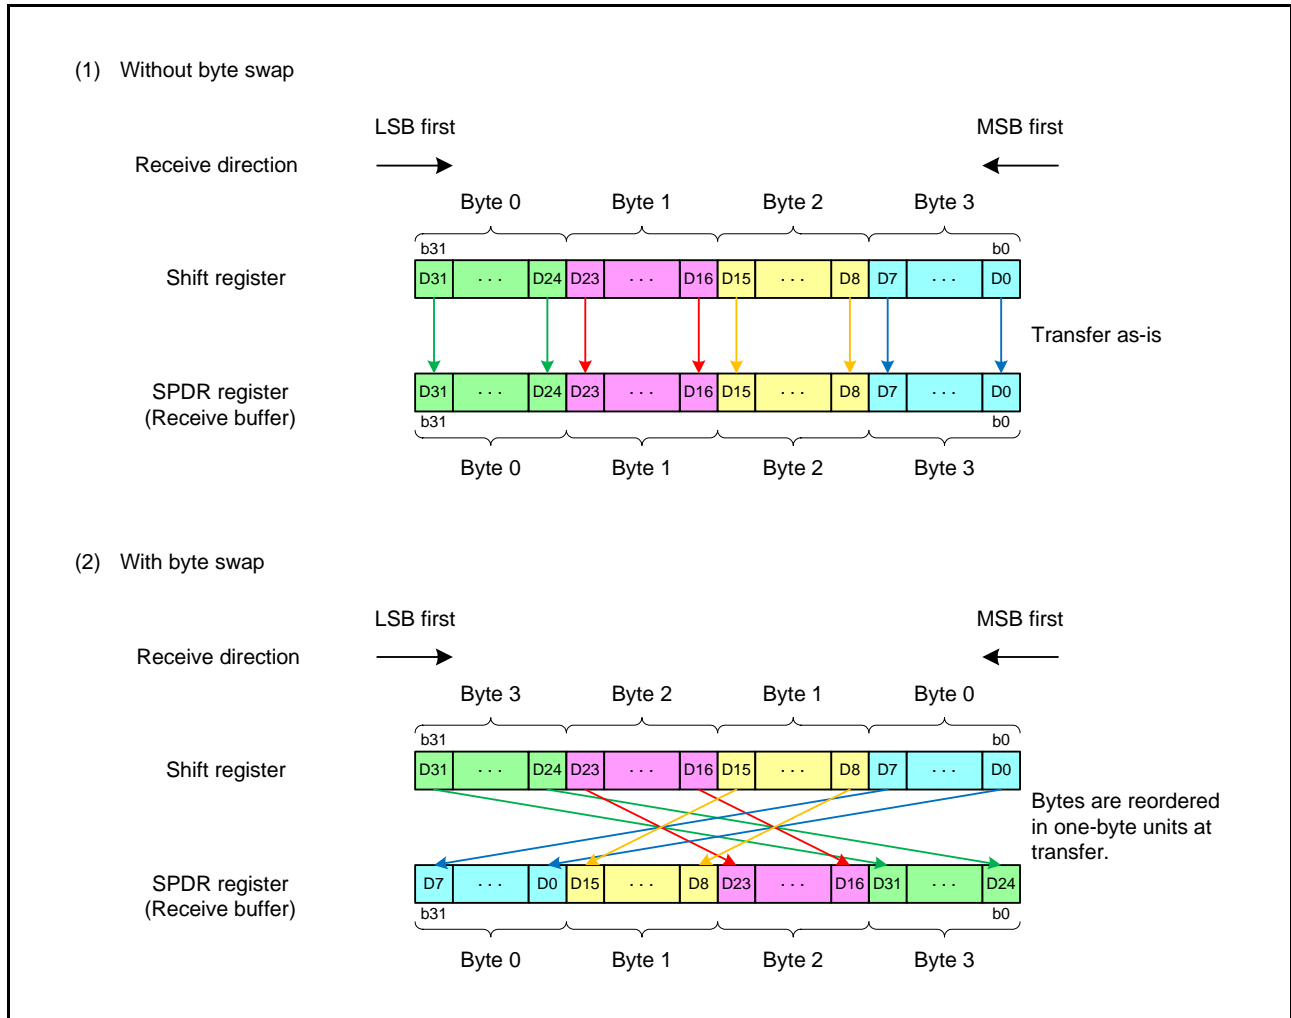 (1) Without byte swap
LSB first MSB first
Receive direction
Byte 0 Byte 1 Byte 2 Byte 3
b31 b0
Shift register D31 ... D24 D23 ... D16 D15 ... D8 D7 ... D0
Transfer as-is
SPDR register
(Receive buffer)
D31 ... D24 D23 ... D16 D15 ... D8 D7 ... D0
b31 b0
Byte 0 Byte 1 Byte 2 Byte 3
(2) With byte swap
LSB first MSB first
Receive direction
Byte 3 Byte 2 Byte 1 Byte 0
b31 b0
Shift register D31 ... D24 D23 ... D16 D15 ... D8 D7 ... D0
Bytes are reordered
in one-byte units at
transfer.
SPDR register
(Receive buffer)
D7 ... D0 D15 ... D8 D23 ... D16 D31 ... D24
b31 b0
Byte 0 Byte 1 Byte 2 Byte 3